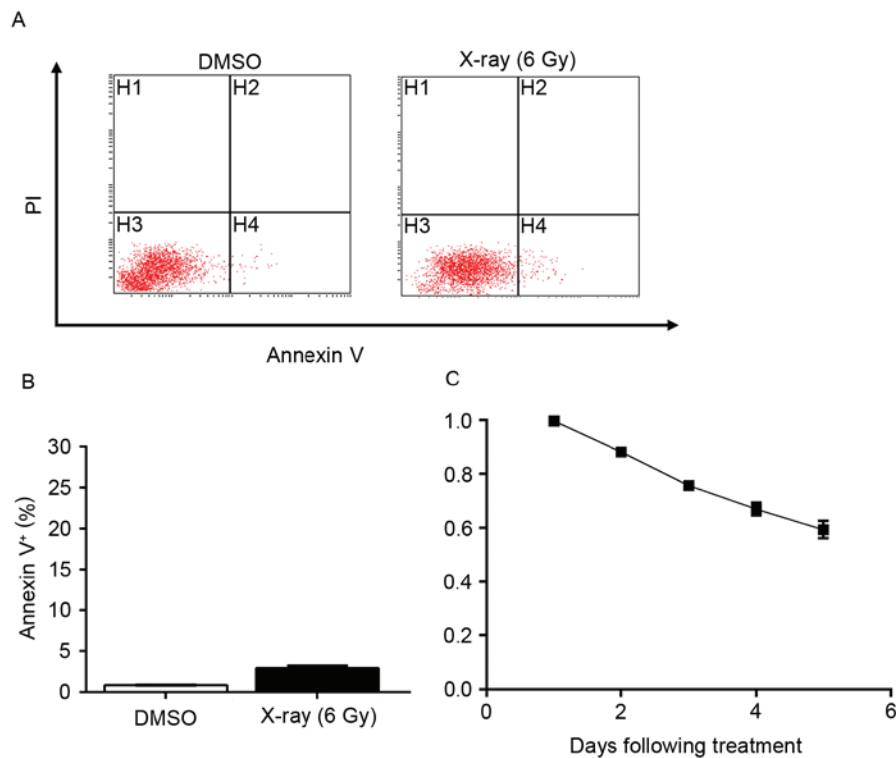 A
DMSO
X-ray (6 Gy)
H1
H2
H1
H2
PI
H3
H4
H3
H4
Annexin V
B
C
30
25
20
15
10
5
0
Annexin V⁺ (%)
DMSO
X-ray (6 Gy)
1.0
0.8
0.6
0.4
0.2
0.0
0
2
4
6
Days following treatment